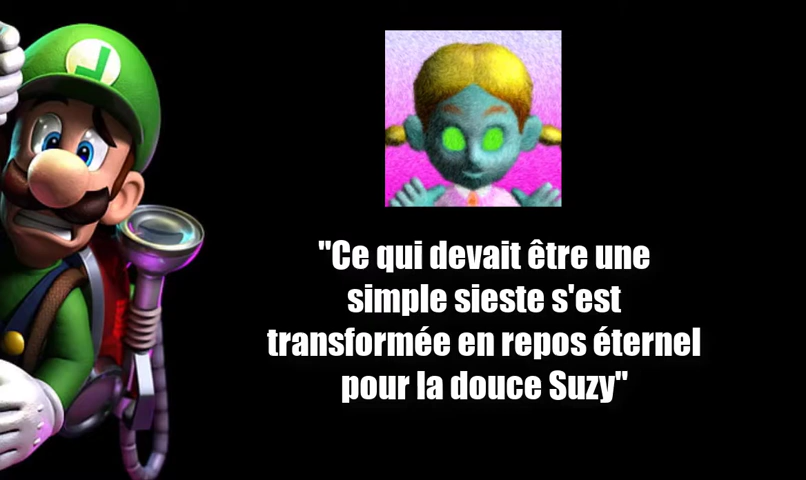 "Ce qui devait être une
simple sieste s'est
transformée en repos éternel
pour la douce Suzy"